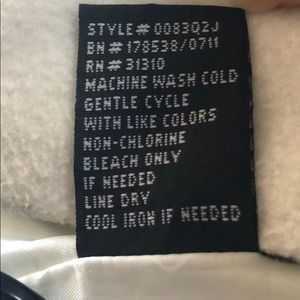 STYLE# 0083Q2J
BN# 178538/0711
RN# 31310
MACHINE WASH COLD
GENTLE CYCLE
WITH LIKE COLORS
NON-CHLORINE
BLEACH ONLY
IF NEEDED
LINE DRY
COOL IRON IF NEEDED